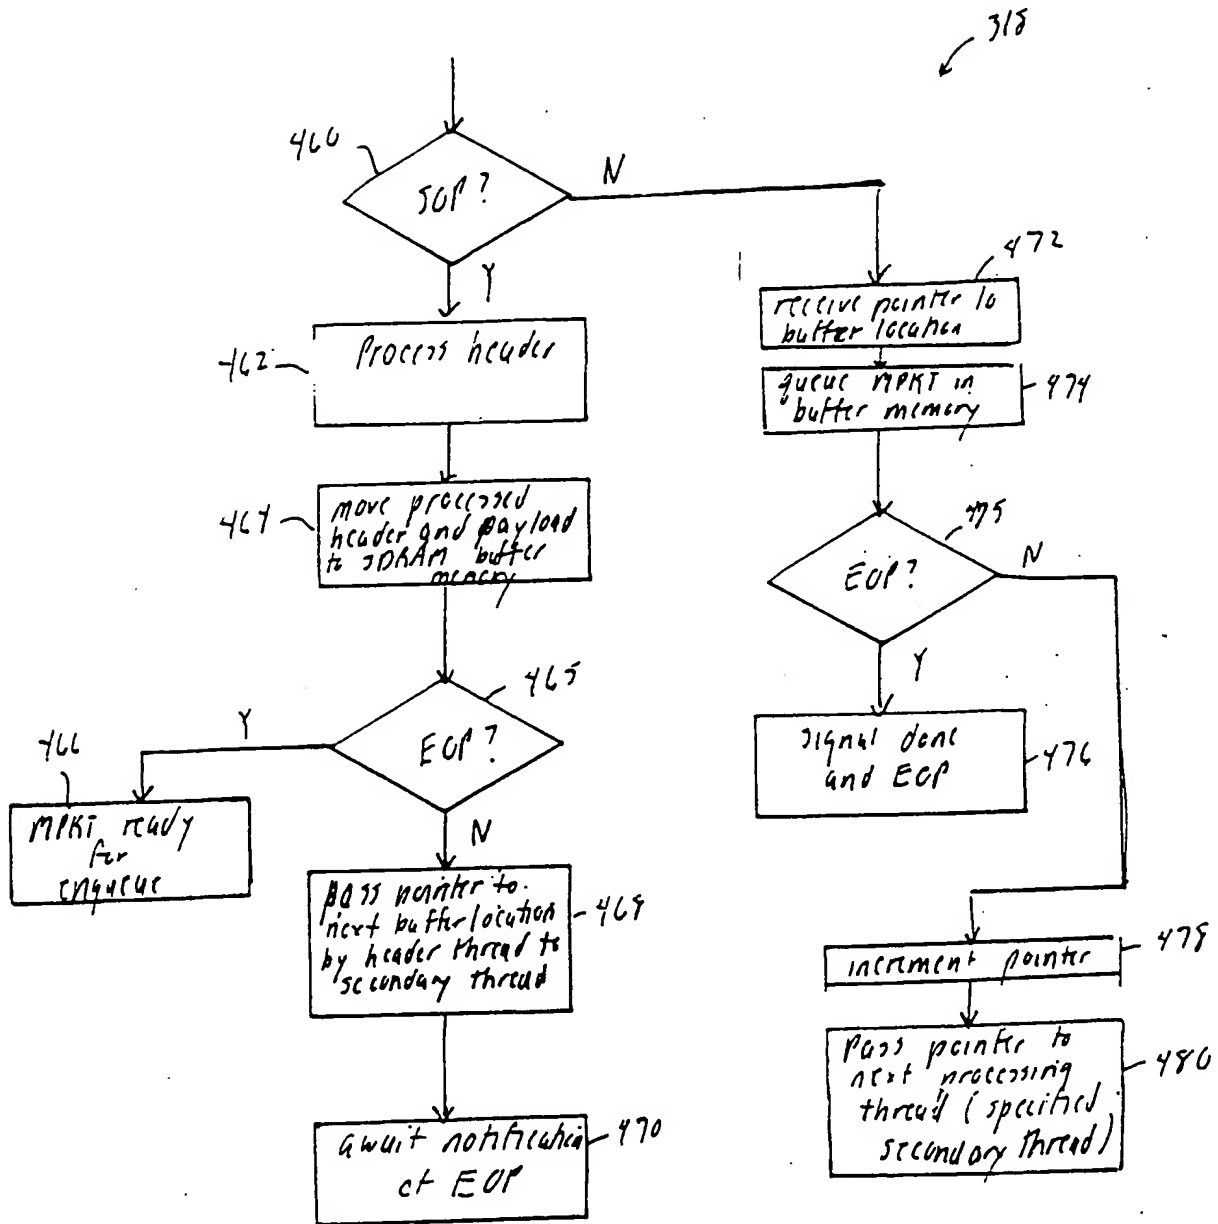 318
460
SOP?
N
Y
462
Process header
464
move processed
header and payload
to SDRAM buffer
memory
465
EOP?
Y
466
MPKT ready
for
enqueue
N
pass pointer to
next buffer location
by header thread to
secondary thread
468
await notification
of EOP
470
472
receive pointer to
buffer location
queue MPKT in
buffer memory
474
475
EOP?
N
Y
signal done
and EOP
476
increment pointer
478
Pass pointer to
next processing
thread (specified
secondary thread)
480